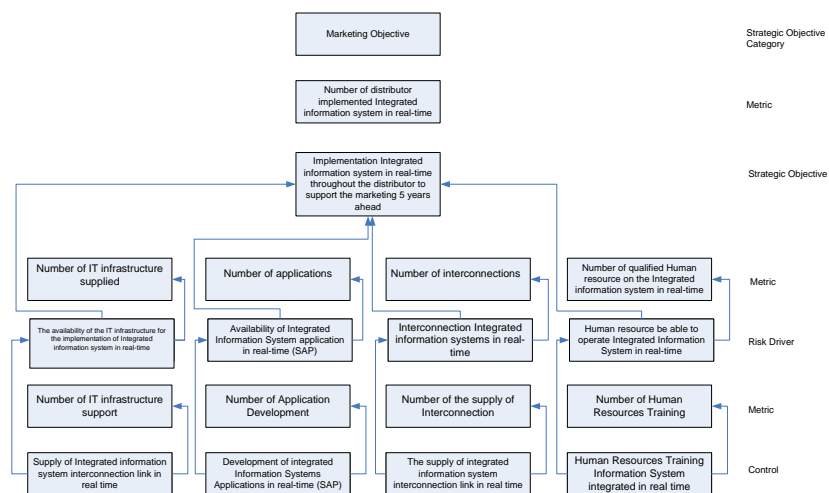 Marketing Objective
Strategic Objective
Category
Number of distributor
implemented Integrated
information system in real-time
Metric
Implementation Integrated
information system in real-time
throughout the distributor to
support the marketing 5 years
ahead
Strategic Objective
Number of IT infrastructure
supplied
Number of applications
Number of interconnections
Number of qualified Human
resource on the Integrated
information system in real-time
Metric
The availability of the IT infrastructure for
the implementation of Integrated
information system in real-time
Availability of Integrated
Information System application
in real-time (SAP)
Interconnection Integrated
information systems in real-
time
Human resource be able to
operate Integrated Information
System in real-time
Risk Driver
Number of IT infrastructure
support
Number of Application
Development
Number of the supply of
Interconnection
Number of Human
Resources Training
Metric
Supply of Integrated information
system interconnection link in
real time
Development of integrated
Information Systems
Applications in real-time (SAP)
The supply of integrated
information system
interconnection link in real time
Human Resources Training
Information System
integrated in real time
Control